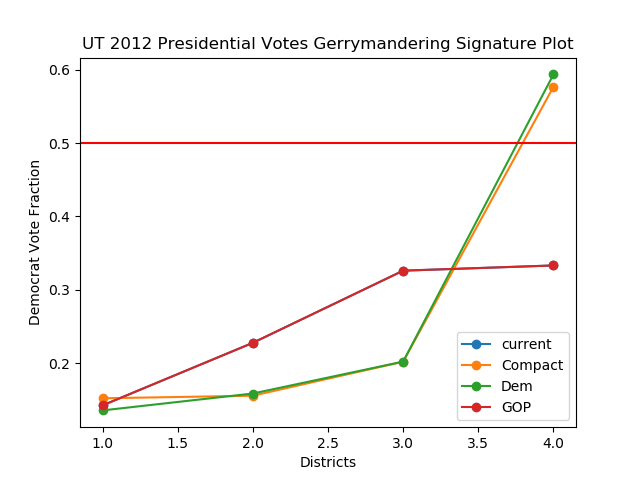 UT 2012 Presidential Votes Gerrymandering Signature Plot
0.6
0.5
0.4
0.3
0.2
Democrat Vote Fraction
current
Compact
Dem
GOP
1.0 1.5 2.0 2.5 3.0 3.5 4.0
Districts